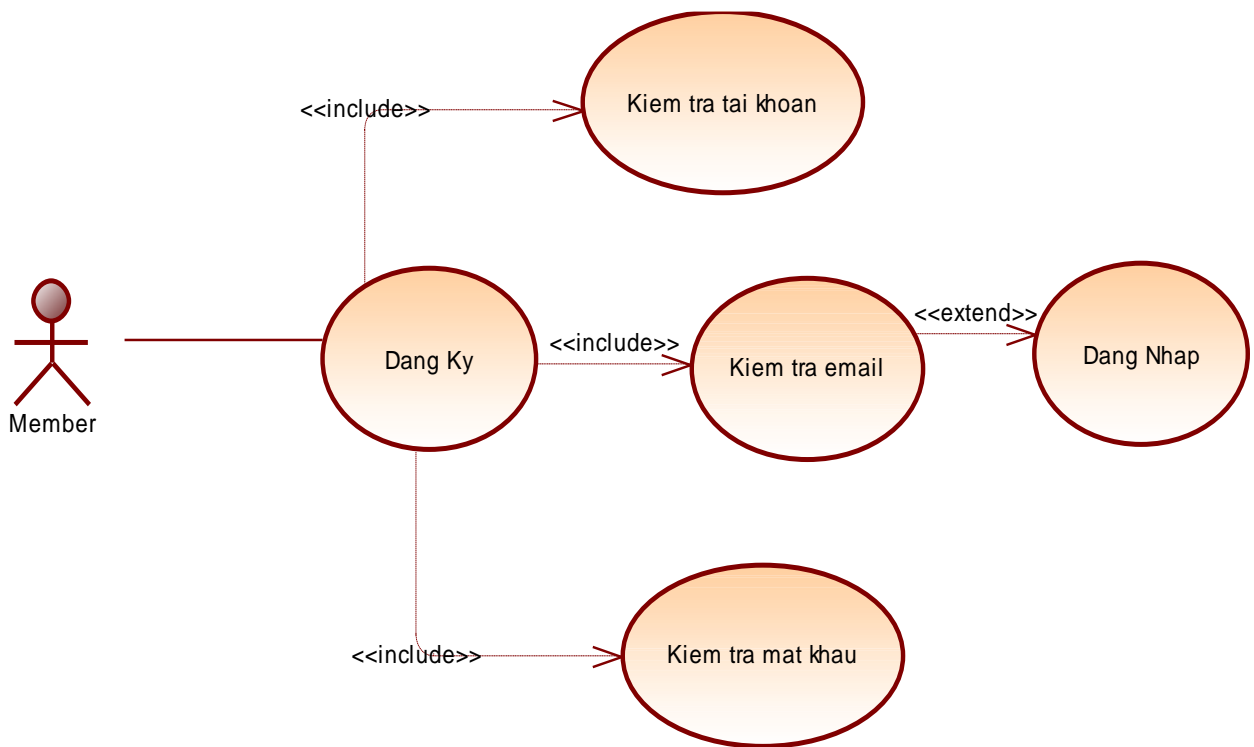 Kiem tra tai khoan
<<include>>
<<extend>>
<<include>>
Dang Ky
Kiem tra email
Dang Nhap
Member
<<include>>
Kiem tra mat khau